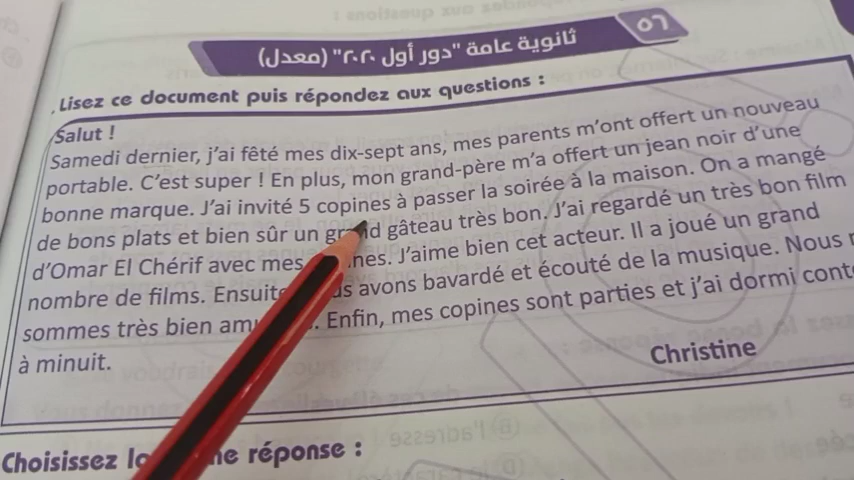 ٥٦
ثانوية عامة "دور أول ٢٠٢٠" (معدل)
Lisez ce document puis répondez aux questions :
Salut !
Samedi dernier, j'ai fêté mes dix-sept ans, mes parents m'ont offert un nouveau
portable. C'est super ! En plus, mon grand-père m'a offert un jean noir d'une
bonne marque. J'ai invité 5 copines à passer la soirée à la maison. On a mangé
de bons plats et bien sûr un grand gâteau très bon. J'ai regardé un très bon film
d'Omar El Chérif avec mes J'aime bien cet acteur. Il a joué un grand
nombre de films. Ensuite avons bavardé et écouté de la musique. Nous
sommes très bien Enfin, mes copines sont parties et j'ai dormi
à minuit.
Christine
Choisissez réponse :